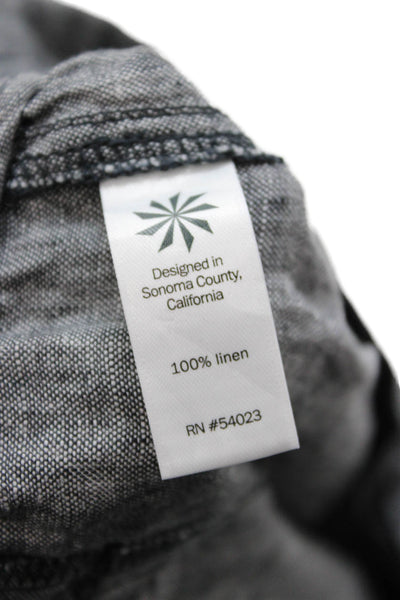 Designed in
Sonoma County,
California
100% linen
RN #54023